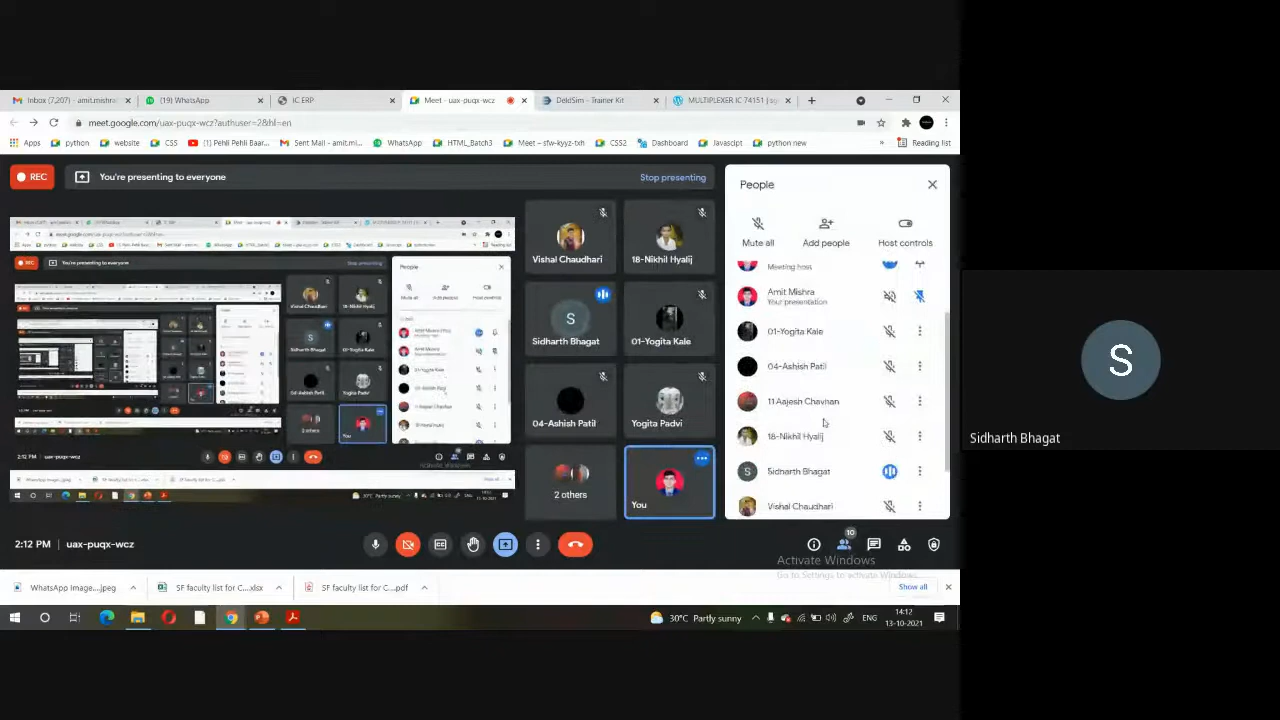 Inbox (7,207) - amit.mishra
(19) WhatsApp
IC ERP
Meet - uax-puqx-wcz
DeldSim - Trainer Kit
MULTIPLEXER IC 74151
meet.google.com/uax-puqx-wcz?authuser=2&hl=en
Apps
python
website
CSS
(1) Pehli Pehli Baar...
Sent Mail - amit.mi...
WhatsApp
HTML_Batch3
Meet – sfw-kyyz-txh
CSS2
Dashboard
Javascipt
python new
»
Reading list
REC
You're presenting to everyone
Stop presenting
People
Mute all
Add people
Host controls
Meeting host
Amit Mishra
Your presentation
01-Yogita Kale
04-Ashish Patil
11 Aajesh Chavhan
18-Nikhil Hyalij
Sidharth Bhagat
Vishal Chaudhari
Vishal Chaudhari
18-Nikhil Hyalij
S
Sidharth Bhagat
01-Yogita Kale
04-Ashish Patil
Yogita Padvi
2 others
You
S
Sidharth Bhagat
2:12 PM | uax-puqx-wcz
10
Activate Windows
Go to Settings to activate Windows.
WhatsApp Image....jpeg
SF faculty list for C....xlsx
SF faculty list for C....pdf
Show all
30°C Partly sunny
ENG
14:12
13-10-2021